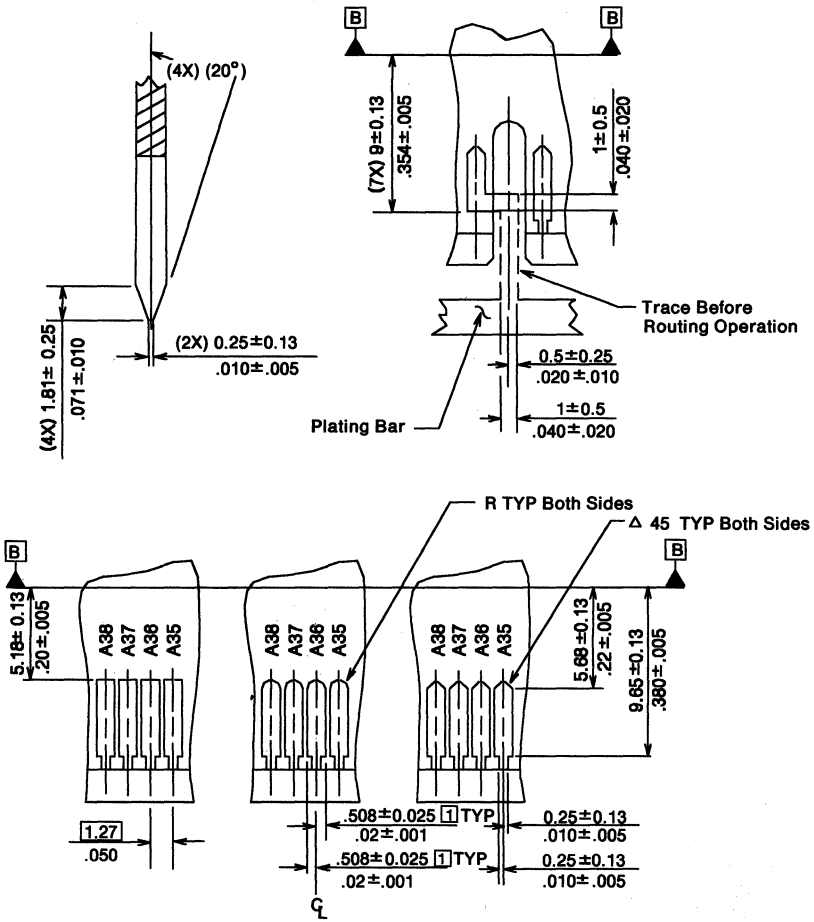 (4X) (20°)
(4X) 1.81± 0.25
.071±.010
(2X) 0.25±0.13
.010±.005
B
B
(7X) 9±0.13
.354±.005
1±0.5
.040±.020
Trace Before
Routing Operation
0.5±0.25
.020±.010
Plating Bar
1±0.5
.040±.020
R TYP Both Sides
Δ 45 TYP Both Sides
B
B
5.18± 0.13
.20±.005
A38
A37
A36
A35
A38
A37
A36
A35
A38
A37
A36
A35
5.68±0.13
.22±.005
9.65±0.13
.380±.005
1.27
.050
.508±0.025 1 TYP
.02±.001
0.25±0.13
.010±.005
.508±0.025 1 TYP
.02±.001
0.25±0.13
.010±.005
CL